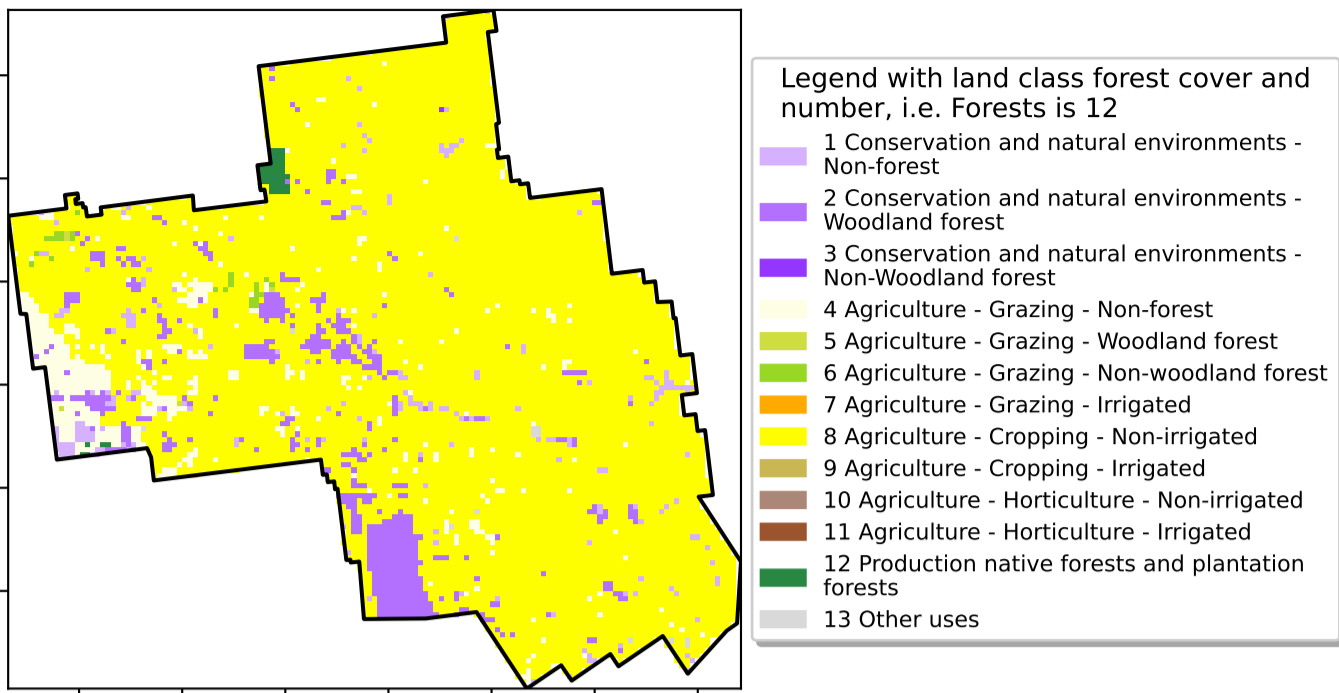 Legend with land class forest cover and
number, i.e. Forests is 12
1 Conservation and natural environments -
Non-forest
2 Conservation and natural environments -
Woodland forest
3 Conservation and natural environments -
Non-Woodland forest
4 Agriculture - Grazing - Non-forest
5 Agriculture - Grazing - Woodland forest
6 Agriculture - Grazing - Non-woodland forest
7 Agriculture - Grazing - Irrigated
8 Agriculture - Cropping - Non-irrigated
9 Agriculture - Cropping - Irrigated
10 Agriculture - Horticulture - Non-irrigated
11 Agriculture - Horticulture - Irrigated
12 Production native forests and plantation
forests
13 Other uses